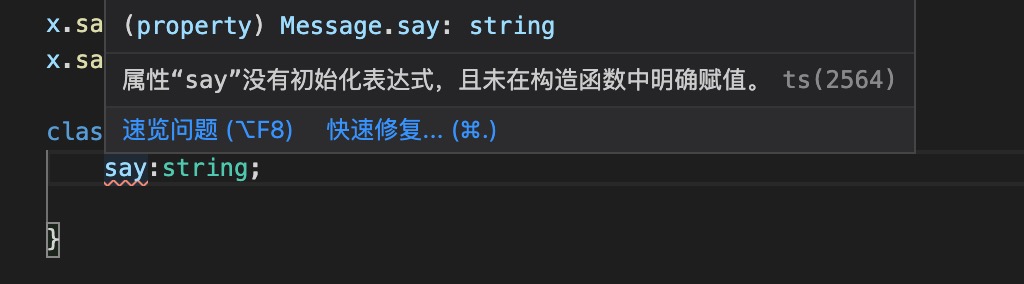 x.sa
(property) Message.say: string
x.sa
属性“say”没有初始化表达式，且未在构造函数中明确赋值。 ts(2564)
clas
速览问题 (⌥F8) 快速修复... (⌘.)
say:string;
}